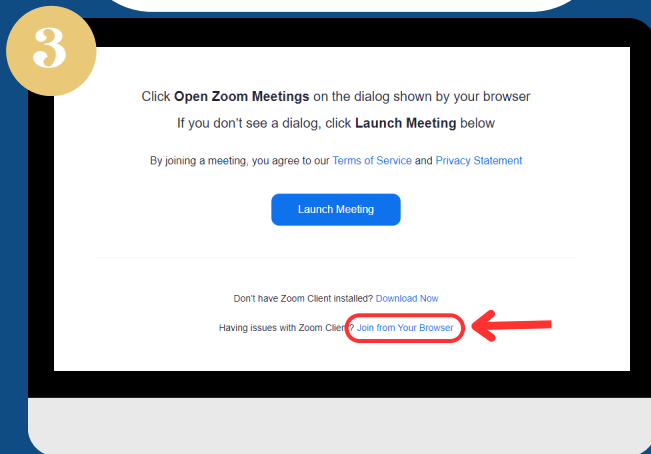 3
Click Open Zoom Meetings on the dialog shown by your browser
If you don't see a dialog, click Launch Meeting below
By joining a meeting, you agree to our Terms of Service and Privacy Statement
Launch Meeting
Don't have Zoom Client installed? Download Now
Having issues with Zoom Client? Join from Your Browser